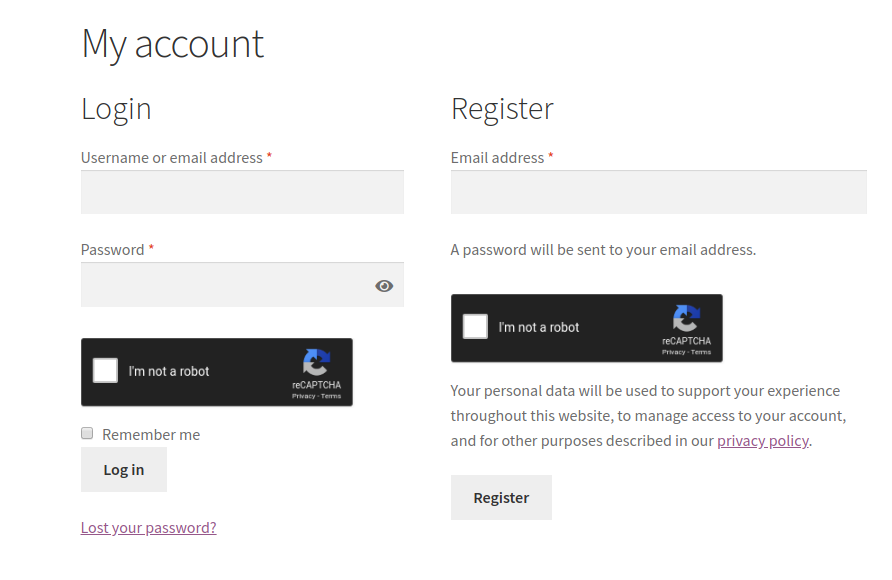 My account
Login
Username or email address *
Password *
I'm not a robot
reCAPTCHA
Privacy - Terms
Remember me
Log in
Lost your password?
Register
Email address *
A password will be sent to your email address.
I'm not a robot
reCAPTCHA
Privacy - Terms
Your personal data will be used to support your experience
throughout this website, to manage access to your account,
and for other purposes described in our privacy policy.
Register